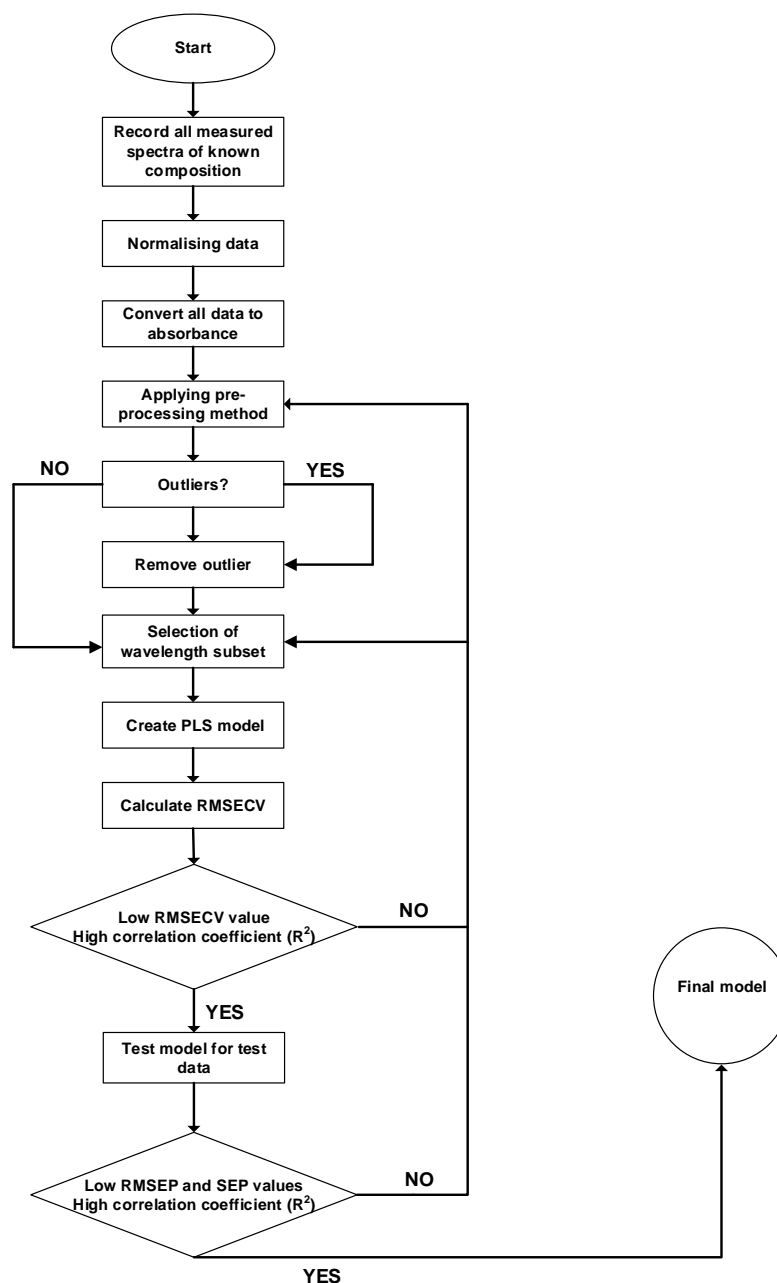 Start
Record all measured
spectra of known
composition
Normalising data
Convert all data to
absorbance
Applying pre-
processing method
NO
YES
Outliers?
Remove outlier
Selection of
wavelength subset
Create PLS model
Calculate RMSECV
Low RMSECV value
High correlation coefficient (R²)
NO
YES
Test model for test
data
Low RMSEP and SEP values
High correlation coefficient (R²)
NO
YES
Final model